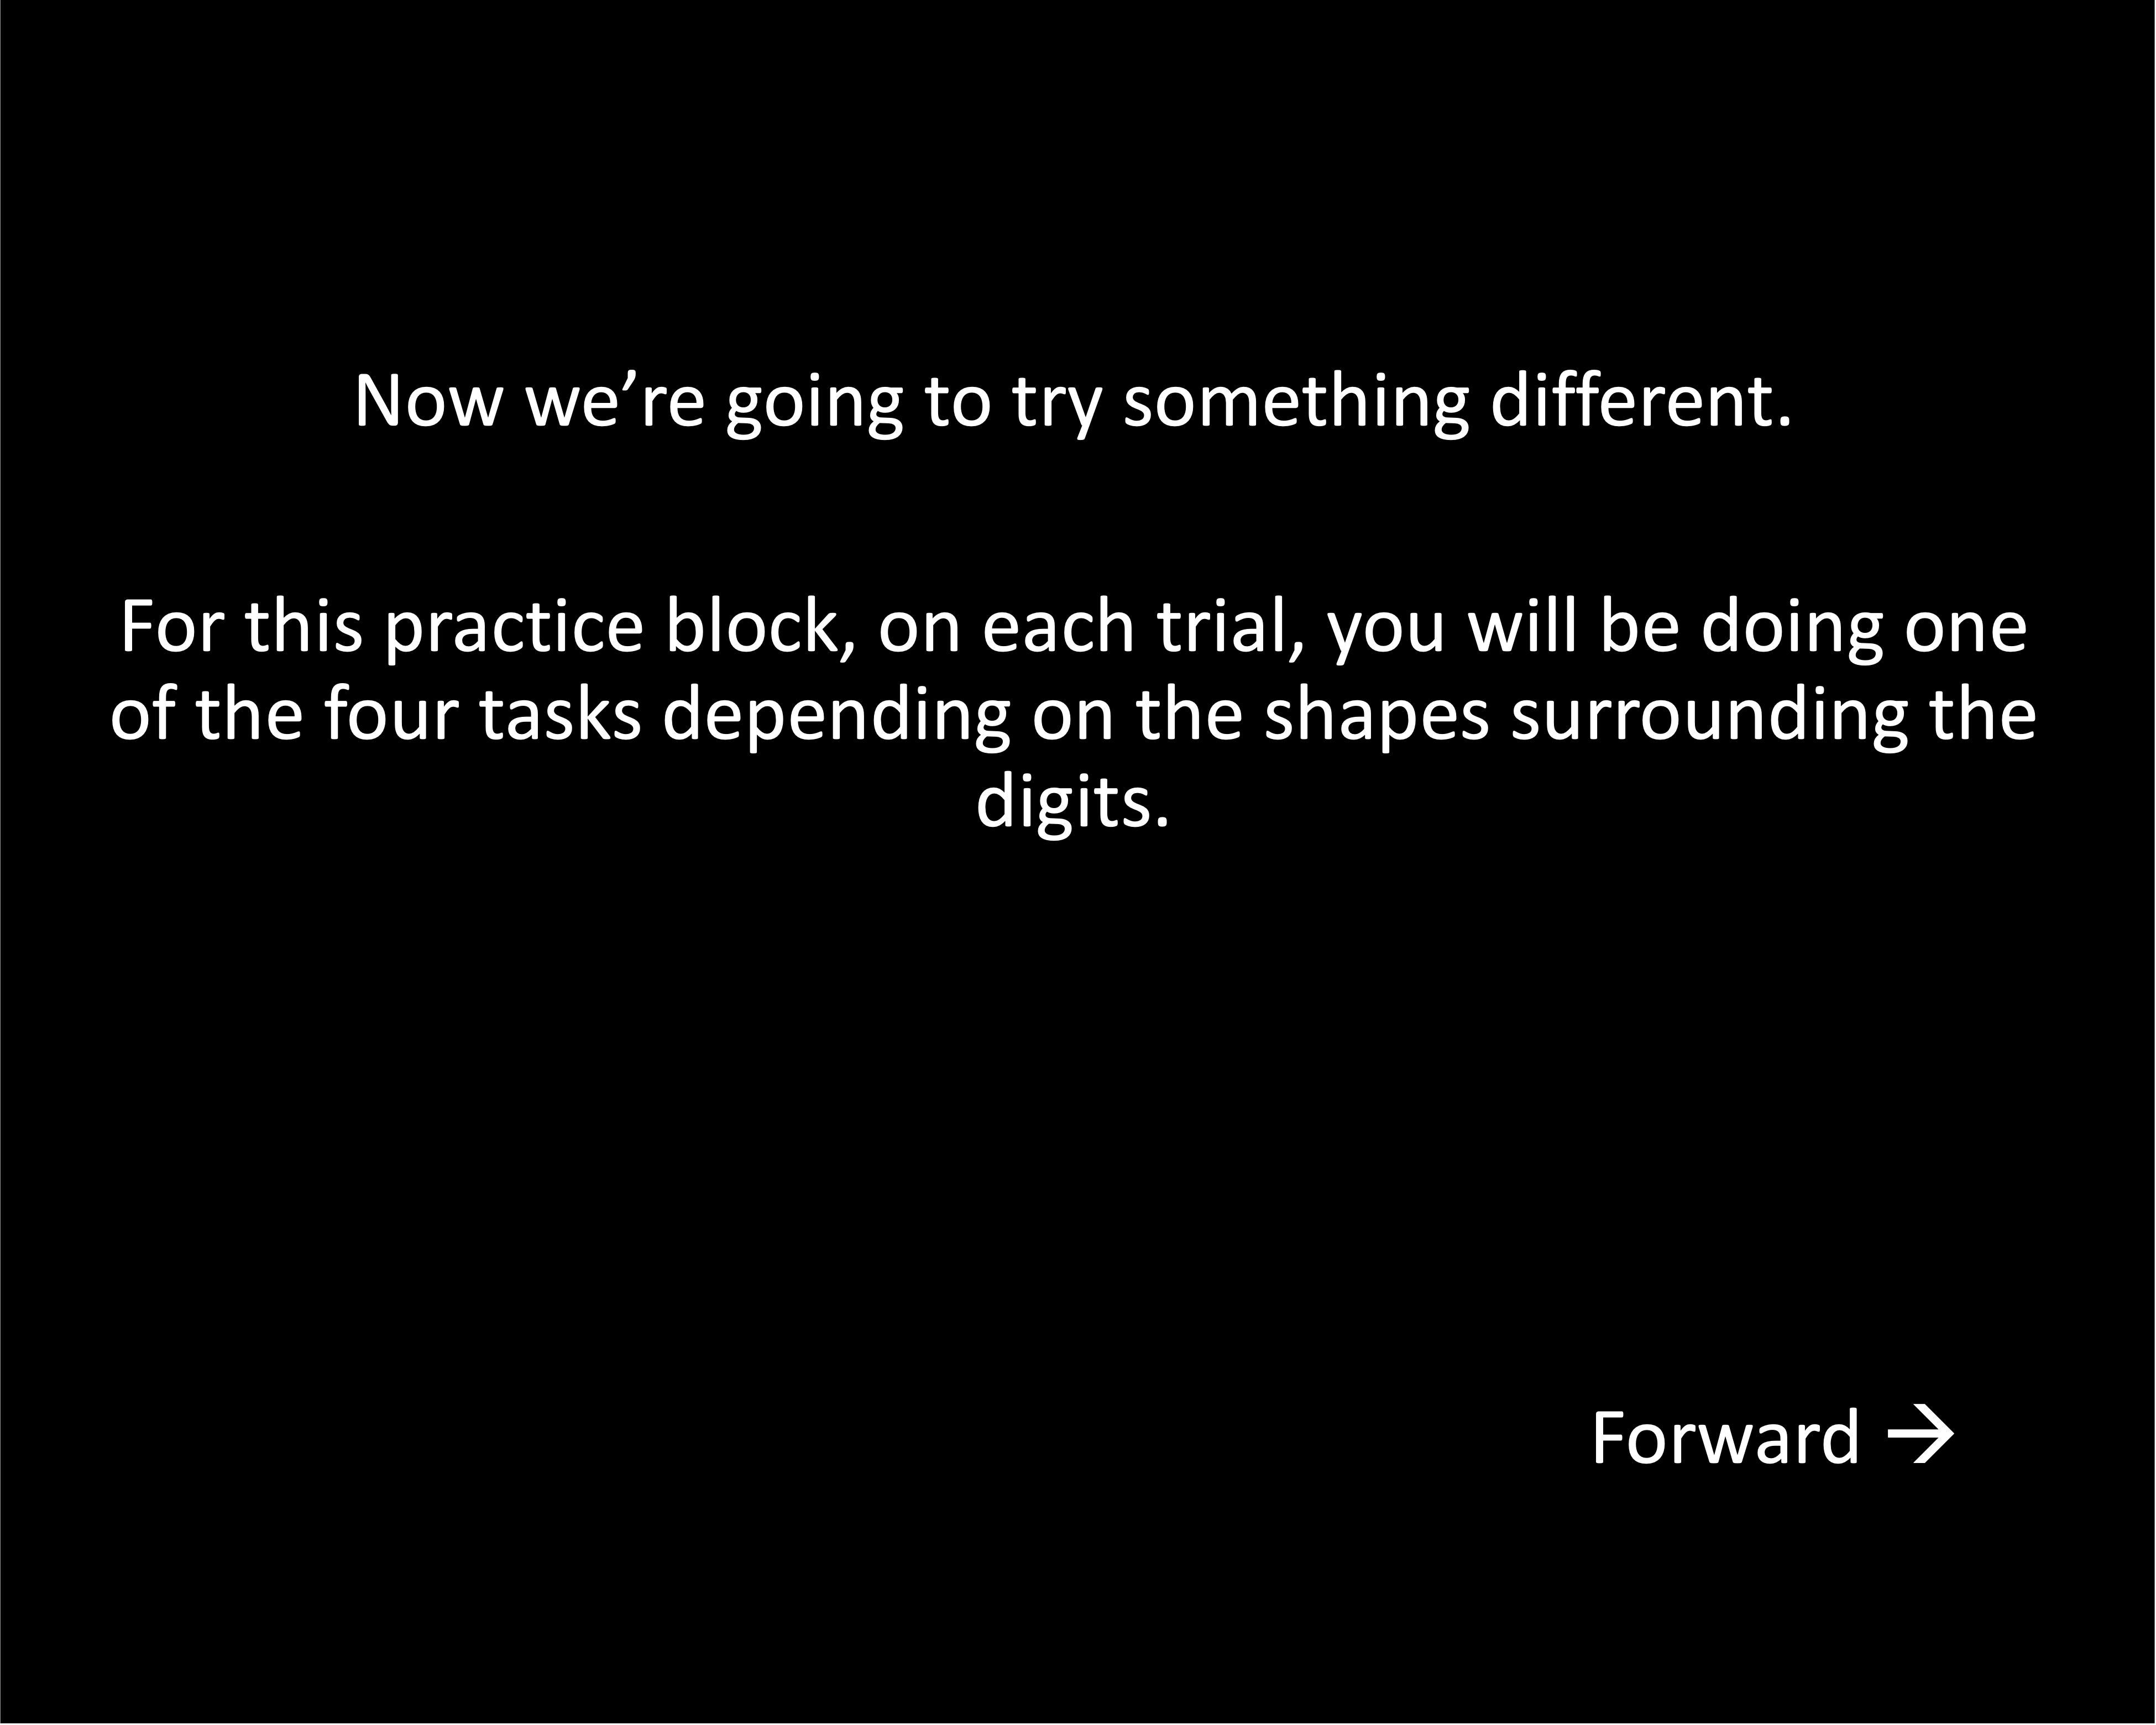 Now we’re going to try something different.
For this practice block, on each trial, you will be doing one
of the four tasks depending on the shapes surrounding the
digits.
Forward →